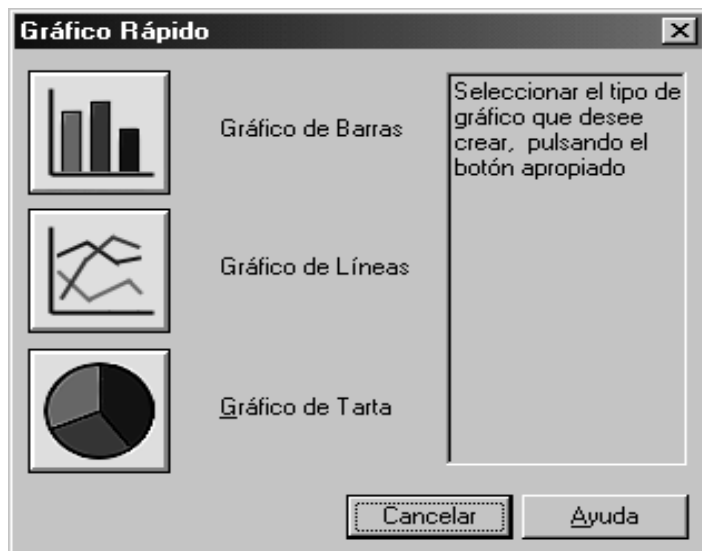 Gráfico Rápido
Gráfico de Barras
Seleccionar el tipo de
gráfico que desee
crear, pulsando el
botón apropiado
Gráfico de Líneas
Gráfico de Tarta
Cancelar
Ayuda